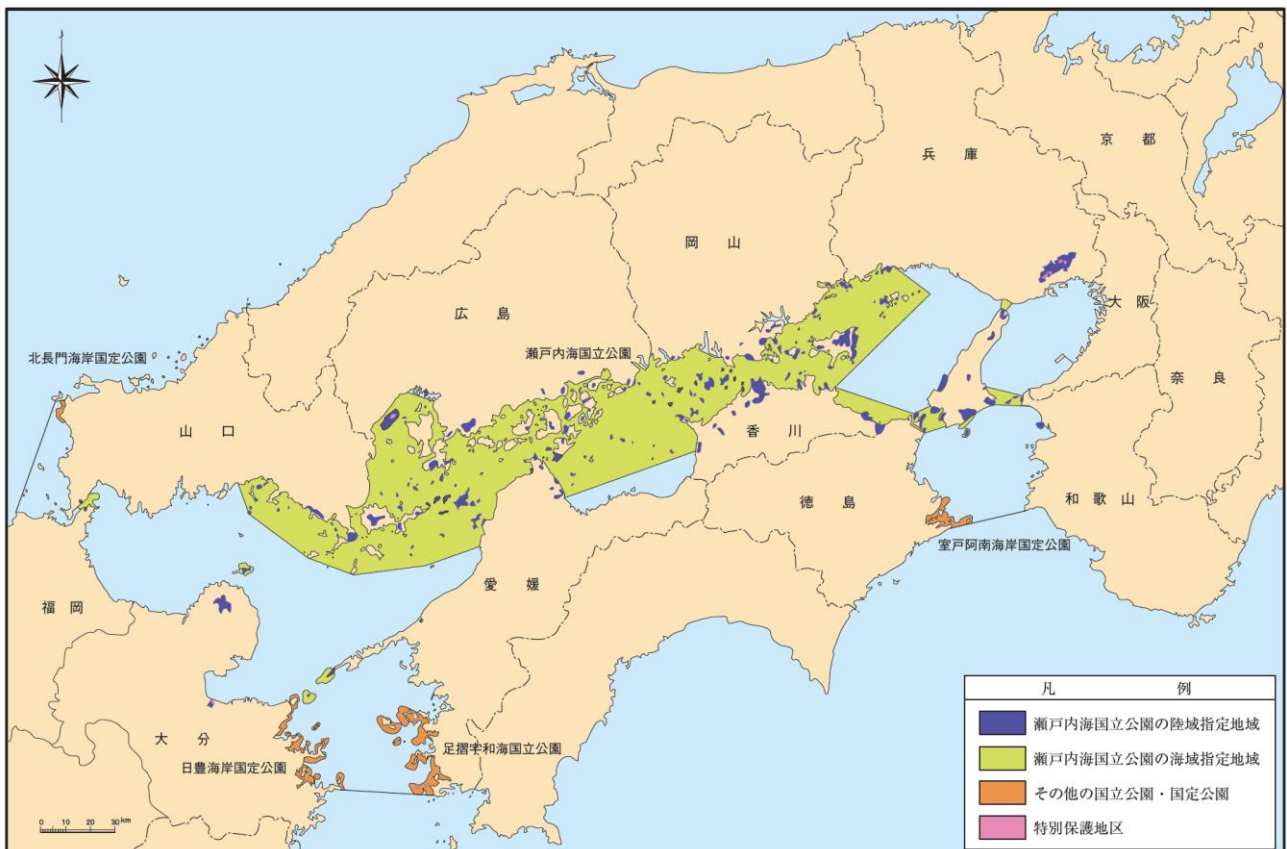 兵庫
京都
岡山
広島
大阪
瀬戸内海国立公園
北長門海岸国定公園
奈良
山口
香川
和歌山
徳島
室戸阿南海岸国定公園
愛媛
福岡
大分
足摺宇和海国立公園
日豊海岸国定公園
0 10 20 30 km
凡例
瀬戸内海国立公園の陸域指定地域
瀬戸内海国立公園の海域指定地域
その他の国立公園・国定公園
特別保護地区